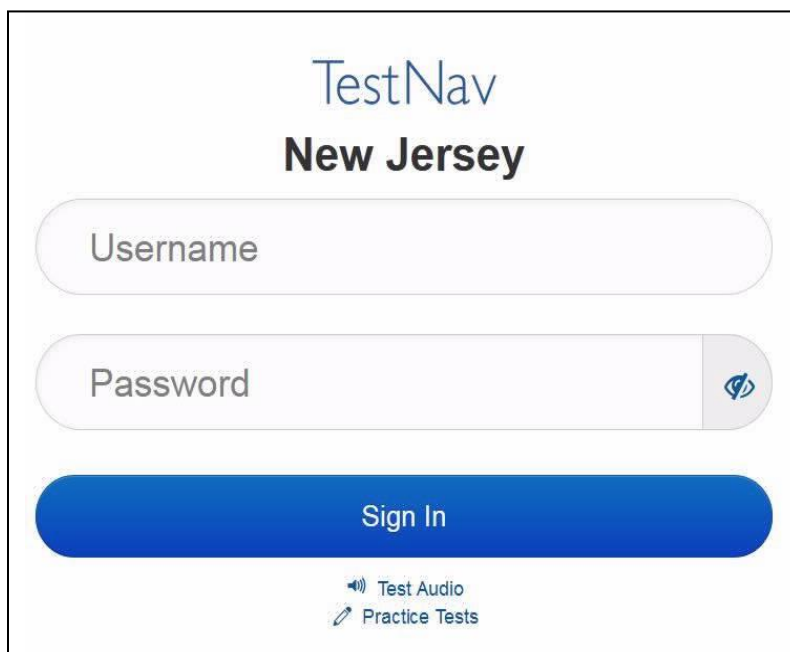 TestNav
New Jersey
Username
Password
Sign In
Test Audio
Practice Tests